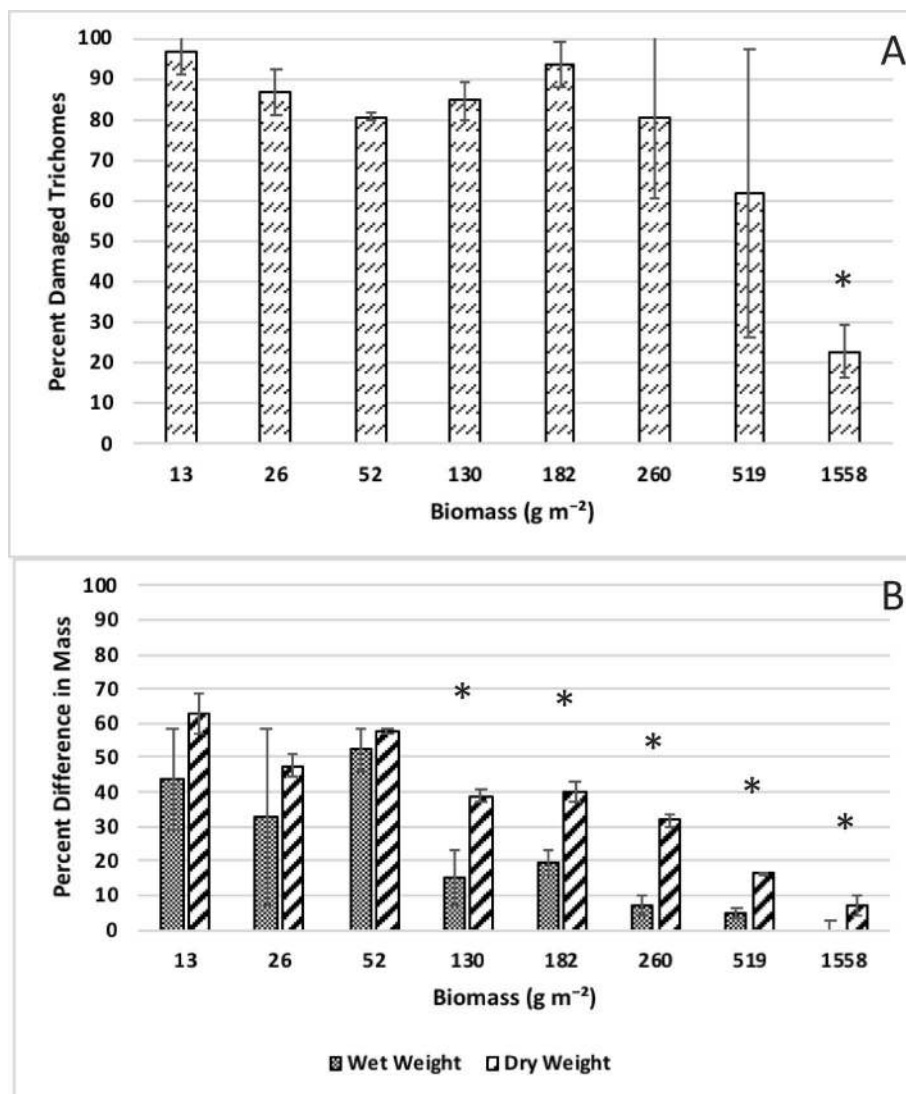 A
Percent Damaged Trichomes
100
90
80
70
60
50
40
30
20
10
0
*
13 26 52 130 182 260 519 1558
Biomass (g m⁻²)
B
Percent Difference in Mass
100
90
80
70
60
50
40
30
20
10
0
* * * * *
13 26 52 130 182 260 519 1558
Biomass (g m⁻²)
Wet Weight Dry Weight